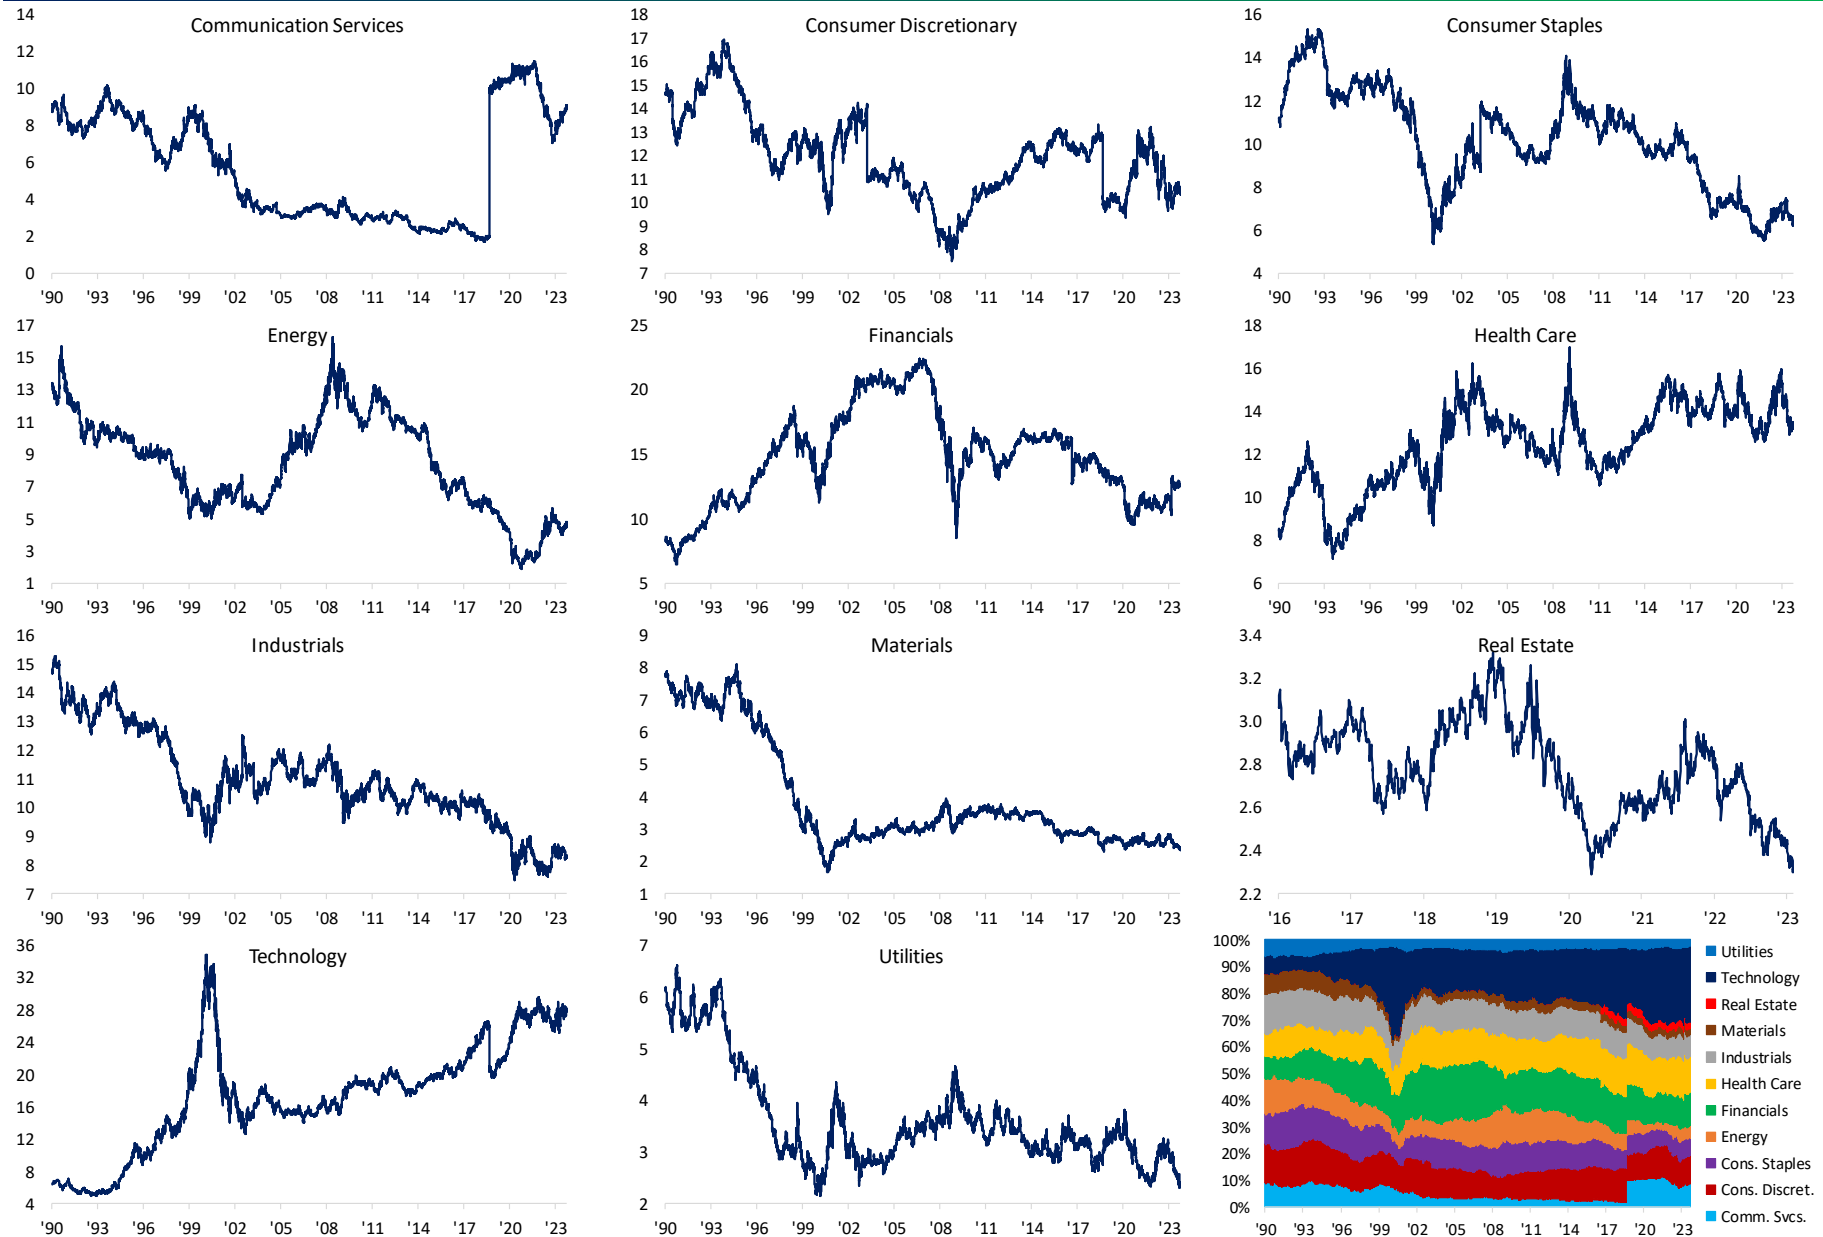 Communication Services
14
12
10
8
6
4
2
0
'90 '93 '96 '99 '02 '05 '08 '11 '14 '17 '20 '23
Consumer Discretionary
18
17
16
15
14
13
12
11
10
9
8
7
'90 '93 '96 '99 '02 '05 '08 '11 '14 '17 '20 '23
Consumer Staples
16
14
12
10
8
6
4
'90 '93 '96 '99 '02 '05 '08 '11 '14 '17 '20 '23
Energy
17
15
13
11
9
7
5
3
1
'90 '93 '96 '99 '02 '05 '08 '11 '14 '17 '20 '23
Financials
25
20
15
10
5
'90 '93 '96 '99 '02 '05 '08 '11 '14 '17 '20 '23
Health Care
18
16
14
12
10
8
6
'90 '93 '96 '99 '02 '05 '08 '11 '14 '17 '20 '23
Industrials
16
15
14
13
12
11
10
9
8
7
'90 '93 '96 '99 '02 '05 '08 '11 '14 '17 '20 '23
Materials
9
8
7
6
5
4
3
2
1
'90 '93 '96 '99 '02 '05 '08 '11 '14 '17 '20 '23
Real Estate
3.4
3.2
3.0
2.8
2.6
2.4
2.2
'16 '17 '18 '19 '20 '21 '22 '23
Technology
36
32
28
24
20
16
12
8
4
'90 '93 '96 '99 '02 '05 '08 '11 '14 '17 '20 '23
Utilities
7
6
5
4
3
2
'90 '93 '96 '99 '02 '05 '08 '11 '14 '17 '20 '23
100%
90%
80%
70%
60%
50%
40%
30%
20%
10%
0%
'90 '93 '96 '99 '02 '05 '08 '11 '14 '17 '20 '23
Utilities
Technology
Real Estate
Materials
Industrials
Health Care
Financials
Energy
Cons. Staples
Cons. Discret.
Comm. Svcs.